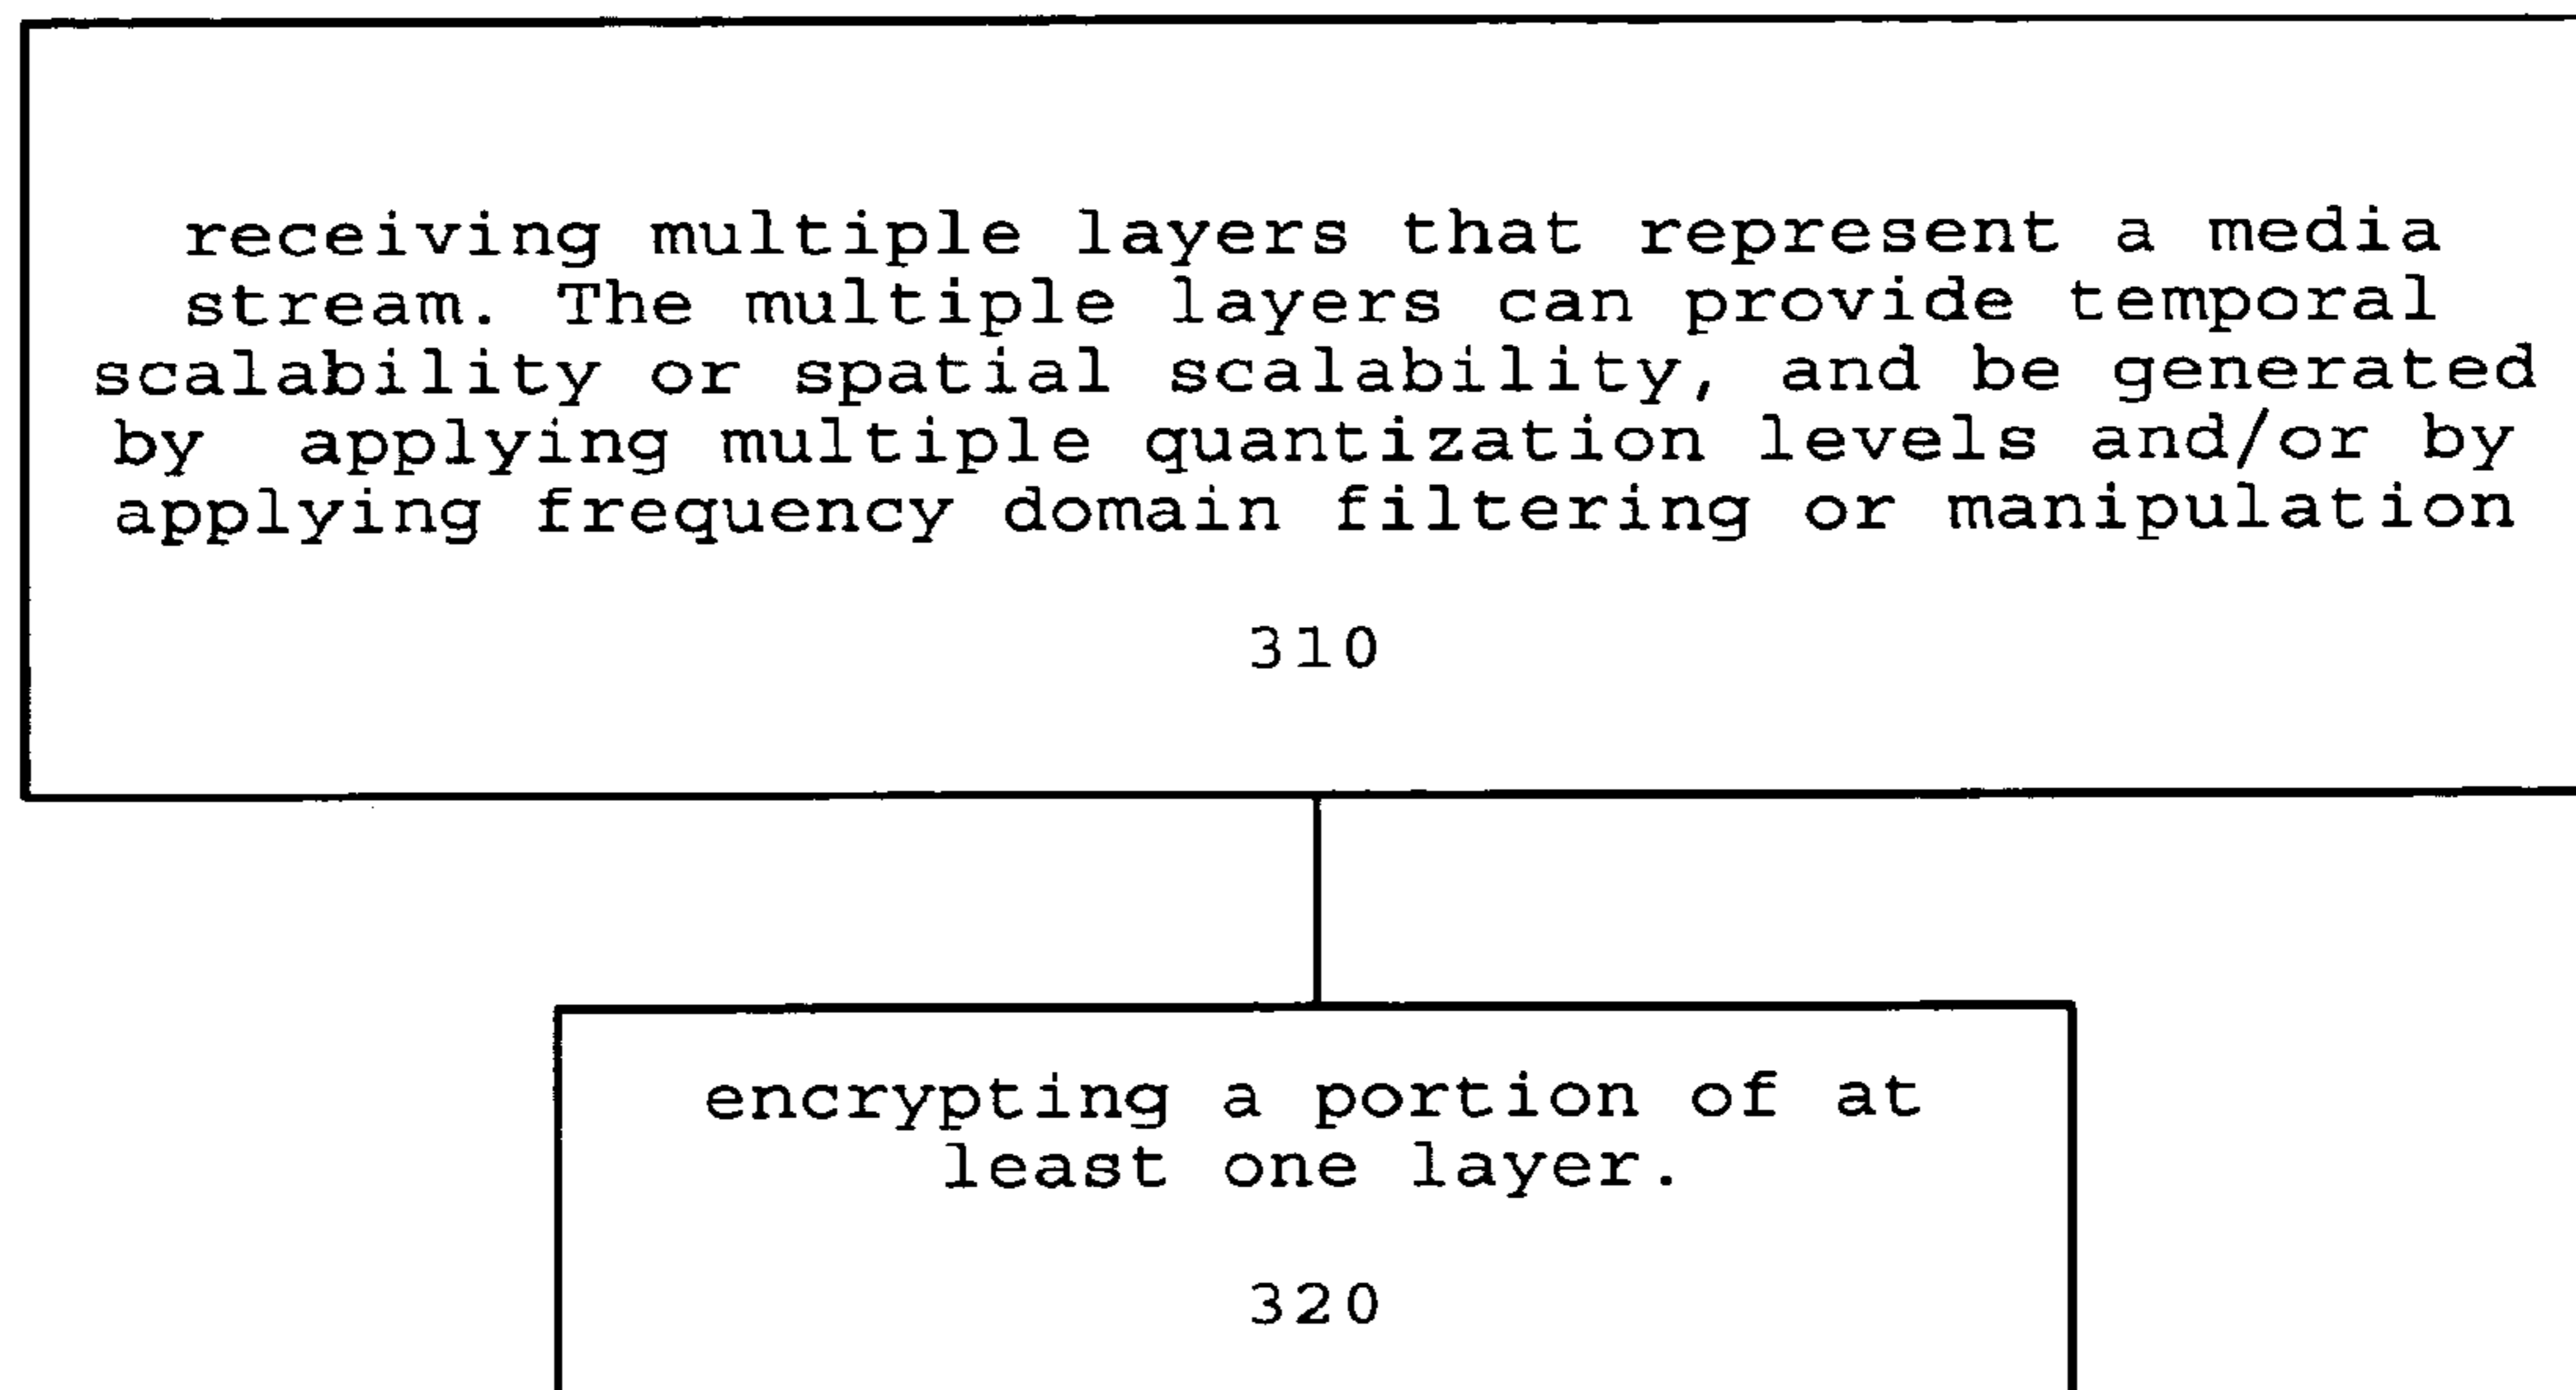 receiving multiple layers that represent a media
stream. The multiple layers can provide temporal
scalability or spatial scalability, and be generated
by applying multiple quantization levels and/or by
applying frequency domain filtering or manipulation
310
encrypting a portion of at
least one layer.
320